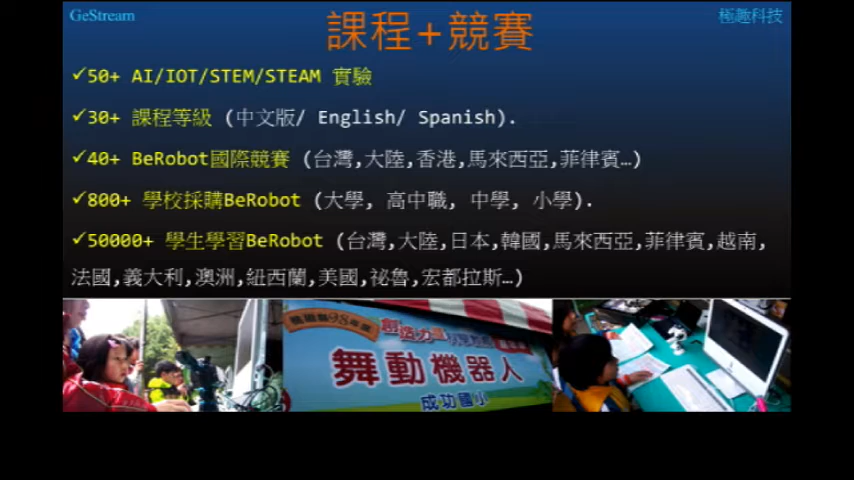 GeStream
極趣科技
課程+競賽
✓50+ AI/IOT/STEM/STEAM 實驗
✓30+ 課程等級 (中文版/ English/ Spanish).
✓40+ BeRobot國際競賽 (台灣,大陸,香港,馬來西亞,菲律賓…)
✓800+ 學校採購BeRobot (大學, 高中職, 中學, 小學).
✓50000+ 學生學習BeRobot (台灣,大陸,日本,韓國,馬來西亞,菲律賓,越南,
法國,義大利,澳洲,紐西蘭,美國,祕魯,宏都拉斯…)
創造力
舞動機器人
成功國小